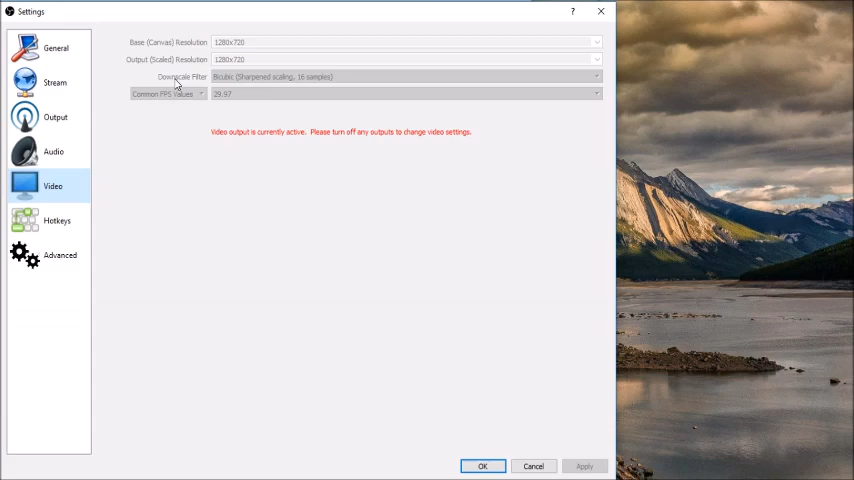 Settings
?
General
Stream
Output
Audio
Video
Hotkeys
Advanced
Base (Canvas) Resolution 1280x720
Output (Scaled) Resolution 1280x720
Downscale Filter Bicubic (Sharpened scaling, 16 samples)
Common FPS Values 29.97
Video output is currently active. Please turn off any outputs to change video settings.
OK Cancel Apply